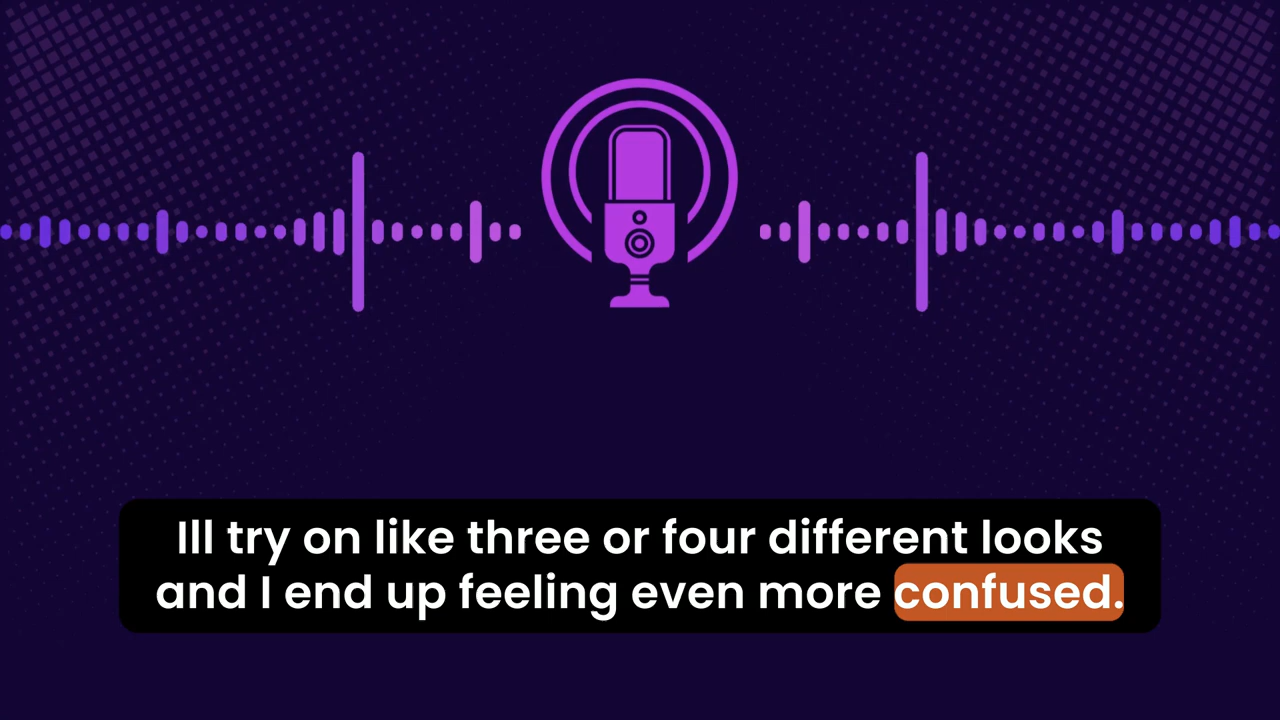 Ill try on like three or four different looks
and I end up feeling even more confused.